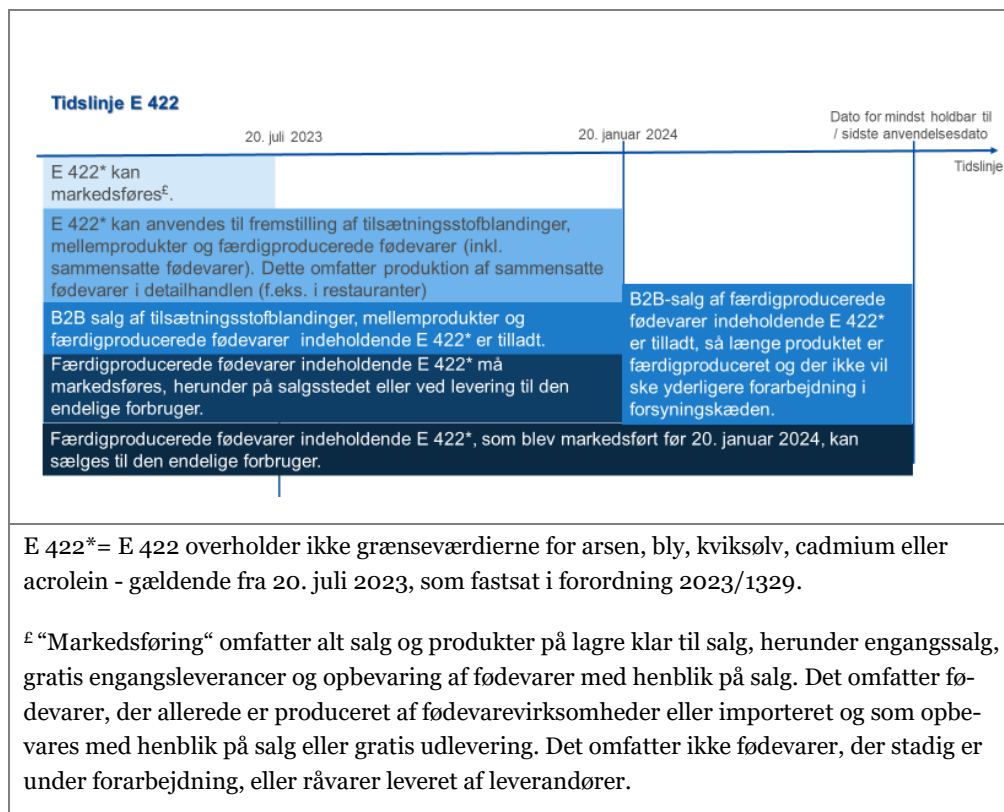 Tidslinje E 422
20. juli 2023
20. januar 2024
Dato for mindst holdbar til
/ sidste anvendelsesdato
Tidslinje
E 422* kan
markedsføres£.
E 422* kan anvendes til fremstilling af tilsætningsstofblandinger,
mellemprodukter og færdigproducerede fødevarer (inkl.
sammensatte fødevarer). Dette omfatter produktion af sammensatte
fødevarer i detailhandlen (f.eks. i restauranter)
B2B salg af tilsætningsstofblandinger, mellemprodukter og
færdigproducerede fødevarer indeholdende E 422* er tilladt.
Færdigproducerede fødevarer indeholdende E 422* må
markedsføres, herunder på salgsstedet eller ved levering til den
endelige forbruger.
B2B-salg af færdigproducerede
fødevarer indeholdende E 422*
er tilladt, så længe produktet er
færdigproduceret og der ikke vil
ske yderligere forarbejdning i
forsyningskæden.
Færdigproducerede fødevarer indeholdende E 422*, som blev markedsført før 20. januar 2024, kan
sælges til den endelige forbruger.
E 422*= E 422 overholder ikke grænseværdierne for arsen, bly, kviksølv, cadmium eller
acrolein - gældende fra 20. juli 2023, som fastsat i forordning 2023/1329.
£ “Markedsføring“ omfatter alt salg og produkter på lagre klar til salg, herunder engangssalg,
gratis engangsleverancer og opbevaring af fødevarer med henblik på salg. Det omfatter fø-
devarer, der allerede er produceret af fødevarevirksomheder eller importeret og som opbe-
vares med henblik på salg eller gratis udlevering. Det omfatter ikke fødevarer, der stadig er
under forarbejdning, eller råvarer leveret af leverandører.